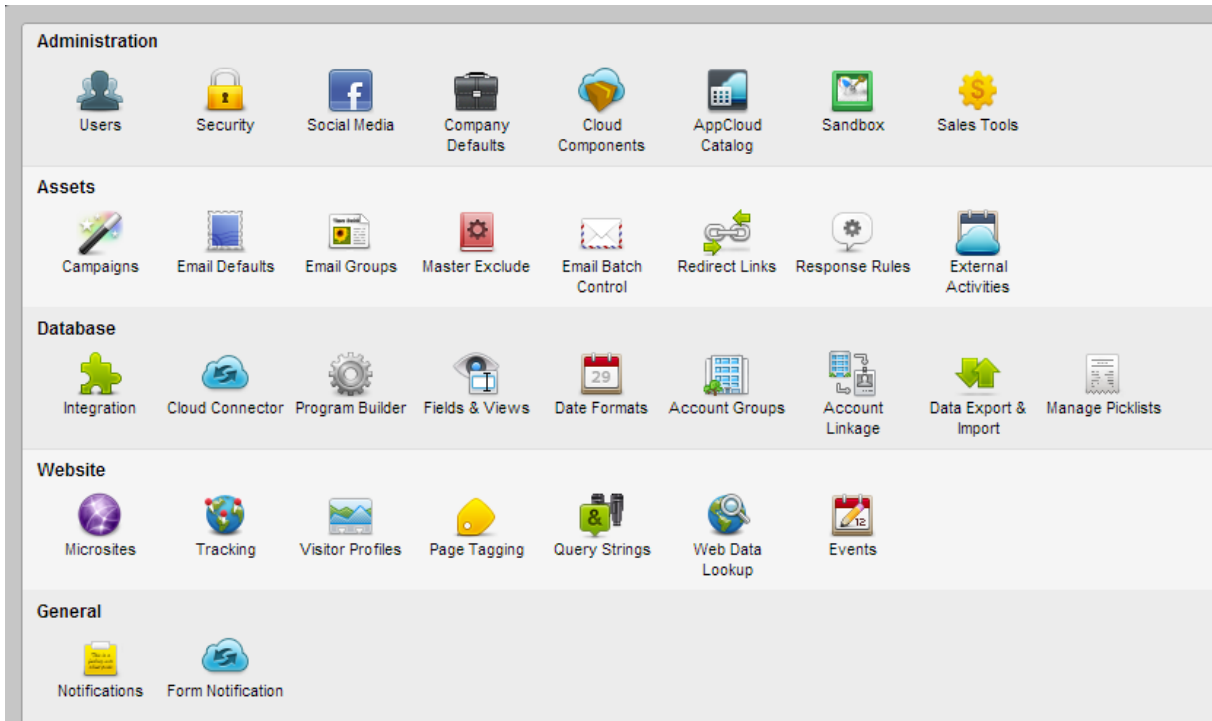 Administration
Users
Security
Social Media
Company
Defaults
Cloud
Components
AppCloud
Catalog
Sandbox
Sales Tools
Assets
Campaigns
Email Defaults
Email Groups
Master Exclude
Email Batch
Control
Redirect Links
Response Rules
External
Activities
Database
29
Integration
Cloud Connector
Program Builder
Fields & Views
Date Formats
Account Groups
Account
Linkage
Data Export &
Import
Manage Picklists
Website
&
12
Microsites
Tracking
Visitor Profiles
Page Tagging
Query Strings
Web Data
Lookup
Events
General
Notifications
Form Notification